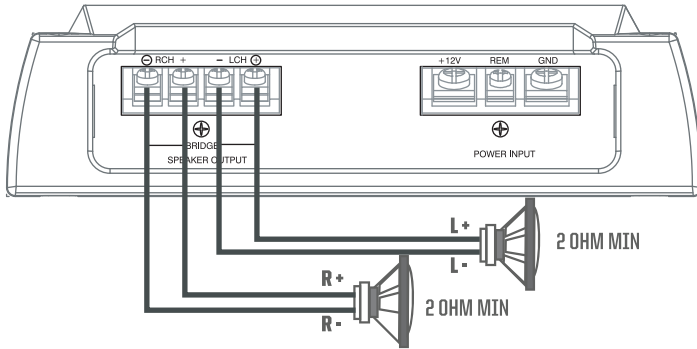 ⊖ RCH + − LCH ⊕
+12V REM GND
BRIDGE
SPEAKER OUTPUT
POWER INPUT
L+
L-
2 OHM MIN
R+
R-
2 OHM MIN